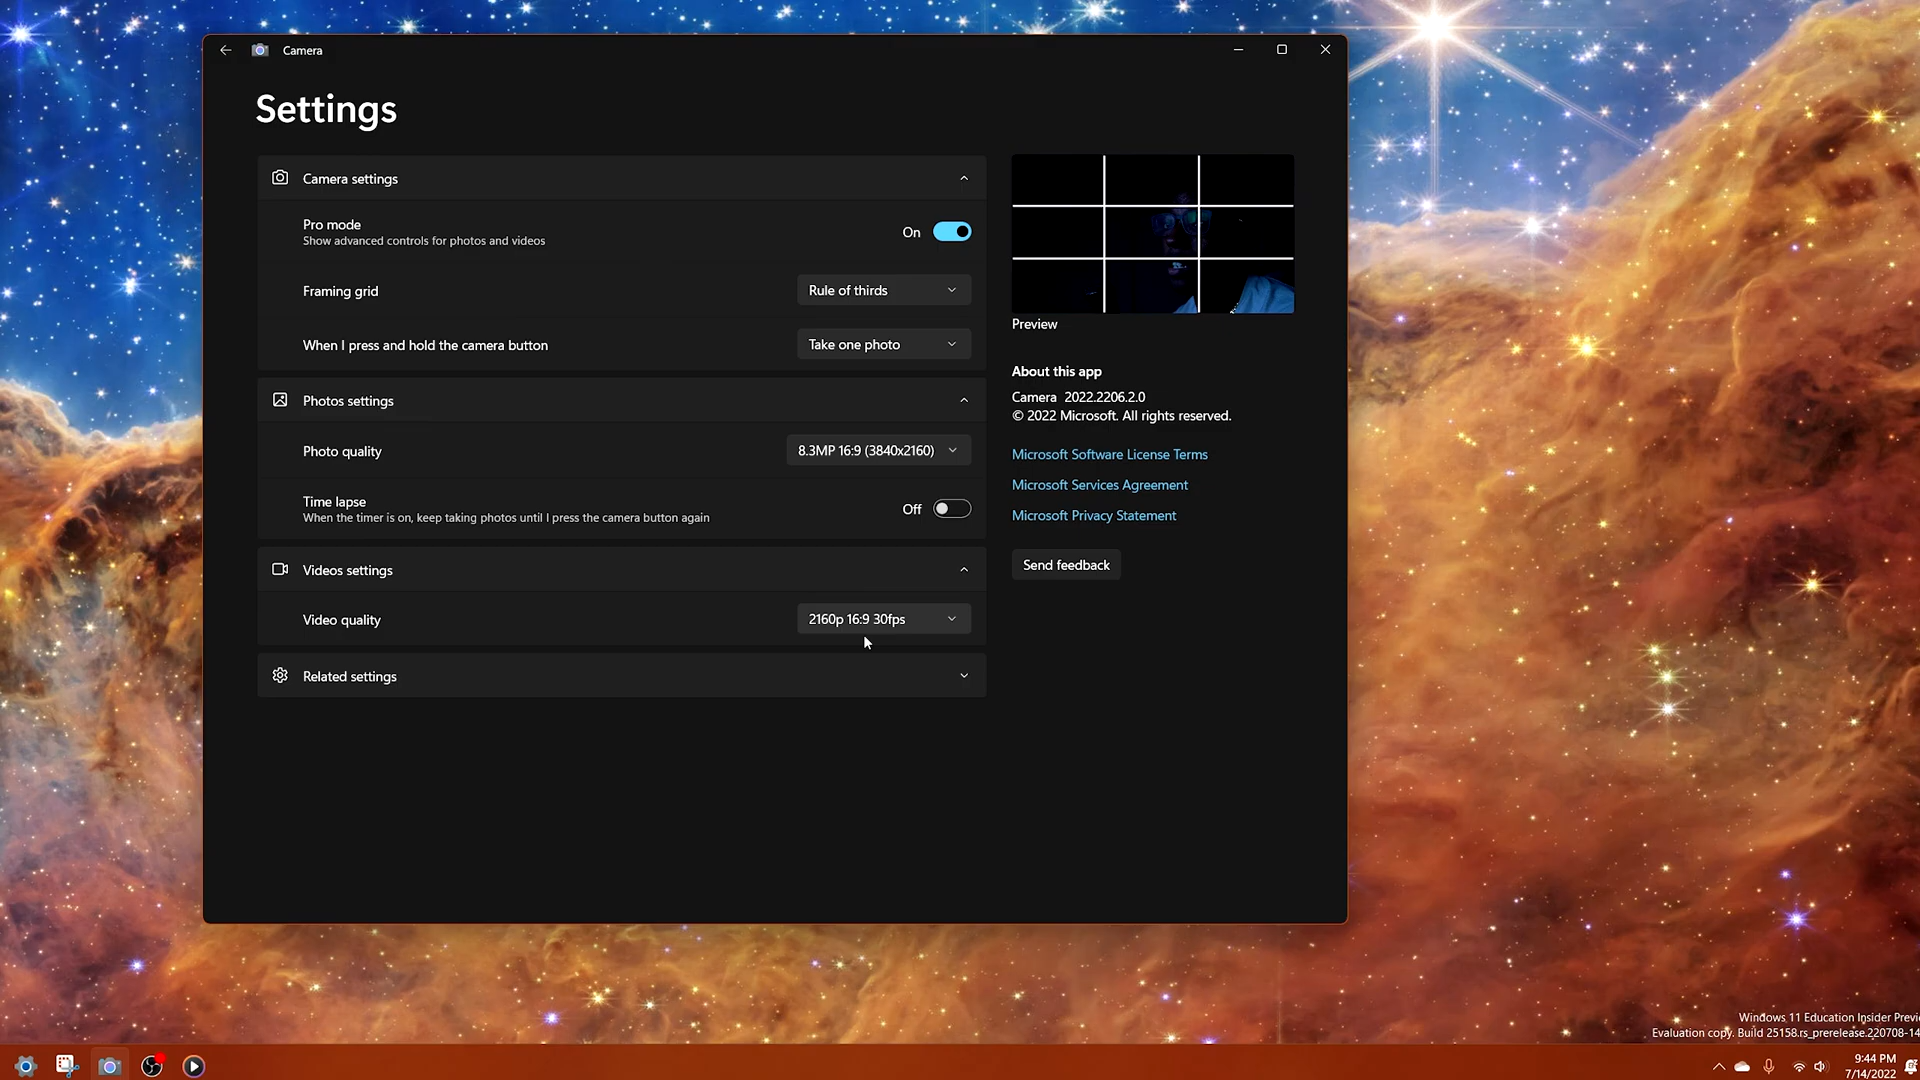 Camera
Settings
Camera settings
Pro mode
Show advanced controls for photos and videos
On
Framing grid
Rule of thirds
When I press and hold the camera button
Take one photo
Photos settings
Photo quality
8.3MP 16:9 (3840x2160)
Time lapse
When the timer is on, keep taking photos until I press the camera button again
Off
Videos settings
Video quality
2160p 16:9 30fps
Related settings
Preview
About this app
Camera 2022.2206.2.0
© 2022 Microsoft. All rights reserved.
Microsoft Software License Terms
Microsoft Services Agreement
Microsoft Privacy Statement
Send feedback
Windows 11 Education Insider Previ
Evaluation copy. Build 25158.rs_prerelease.220708-14
9:44 PM
7/14/2022